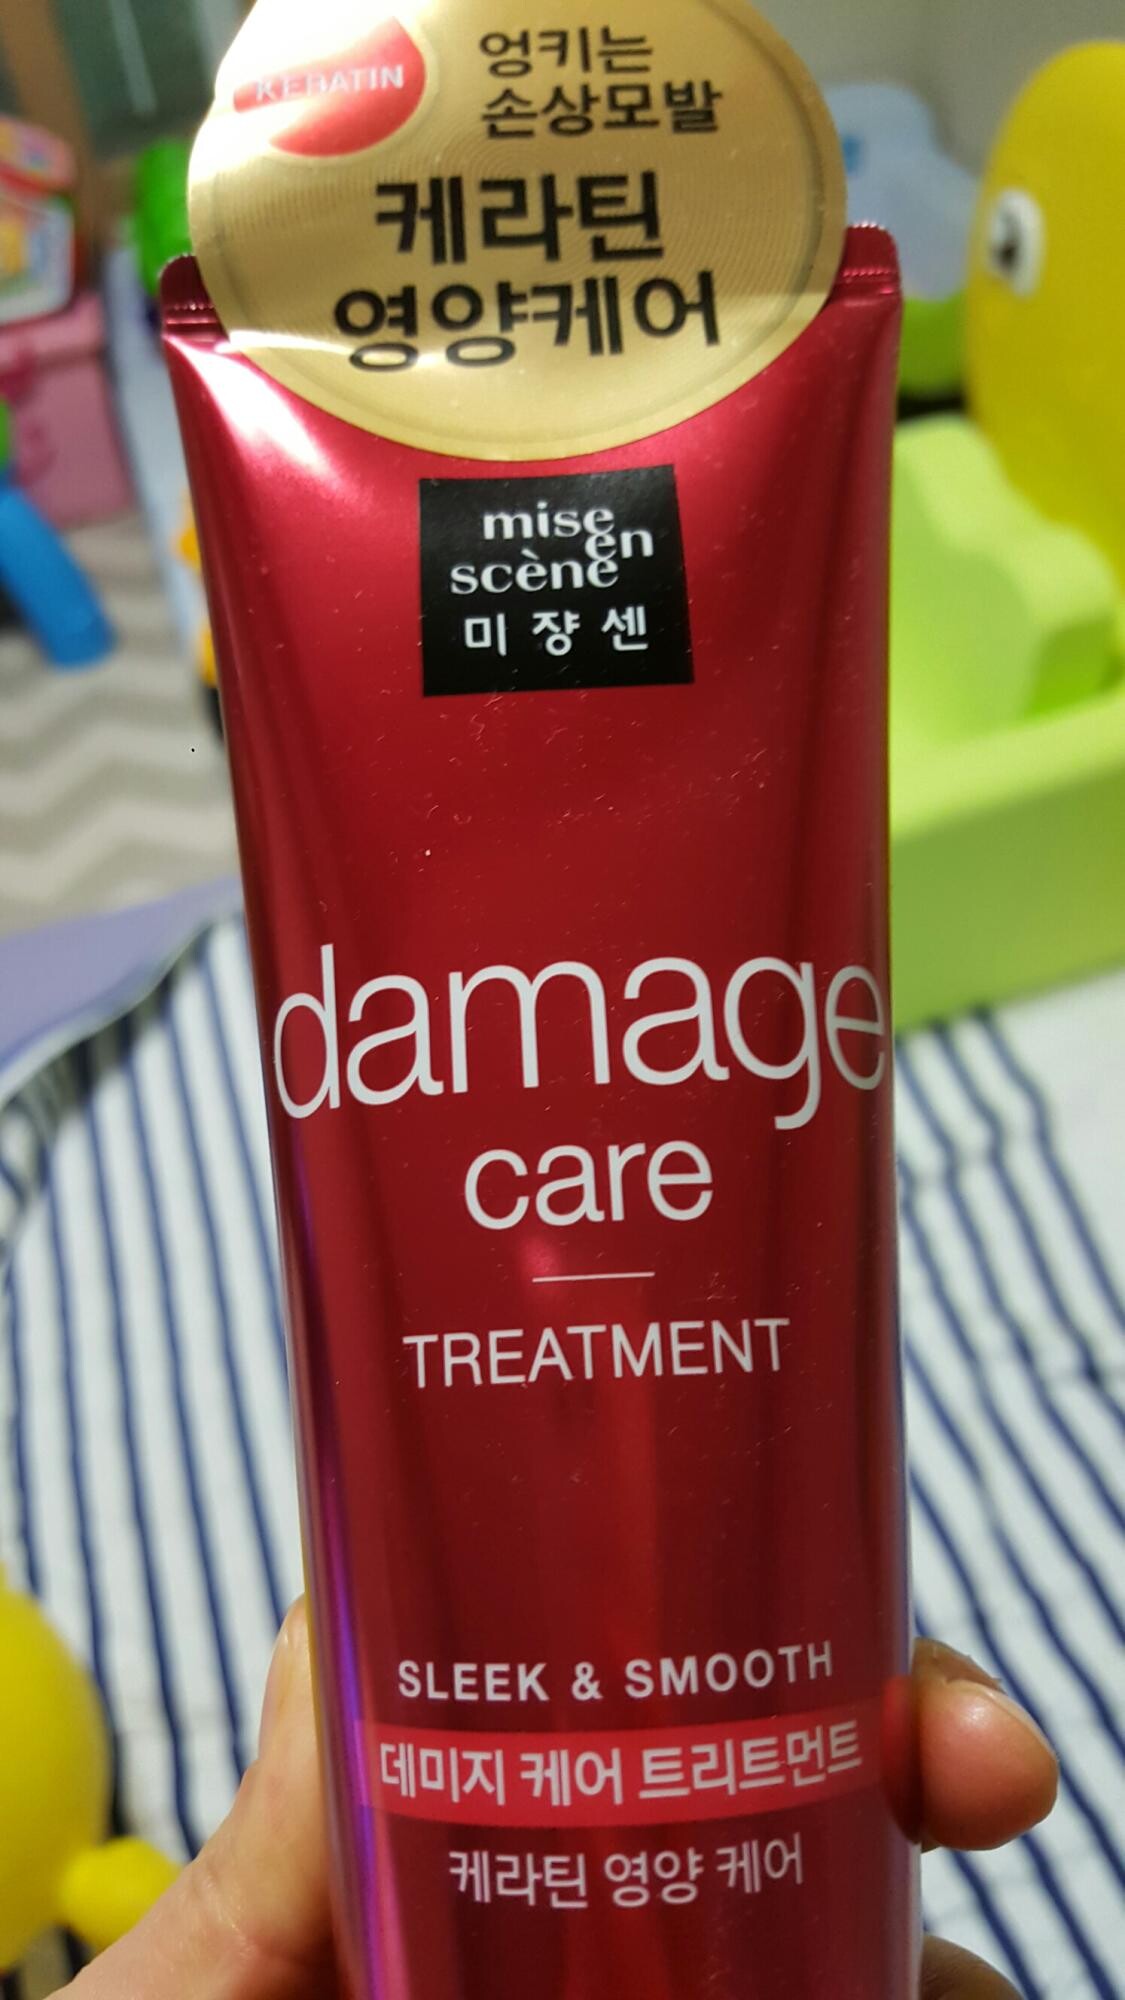 KERATIN
엉키는
손상모발
케라틴
영양케어
mise
en
scène
미쟝센
damage
care
TREATMENT
SLEEK & SMOOTH
데미지 케어 트리트먼트
케라틴 영양 케어